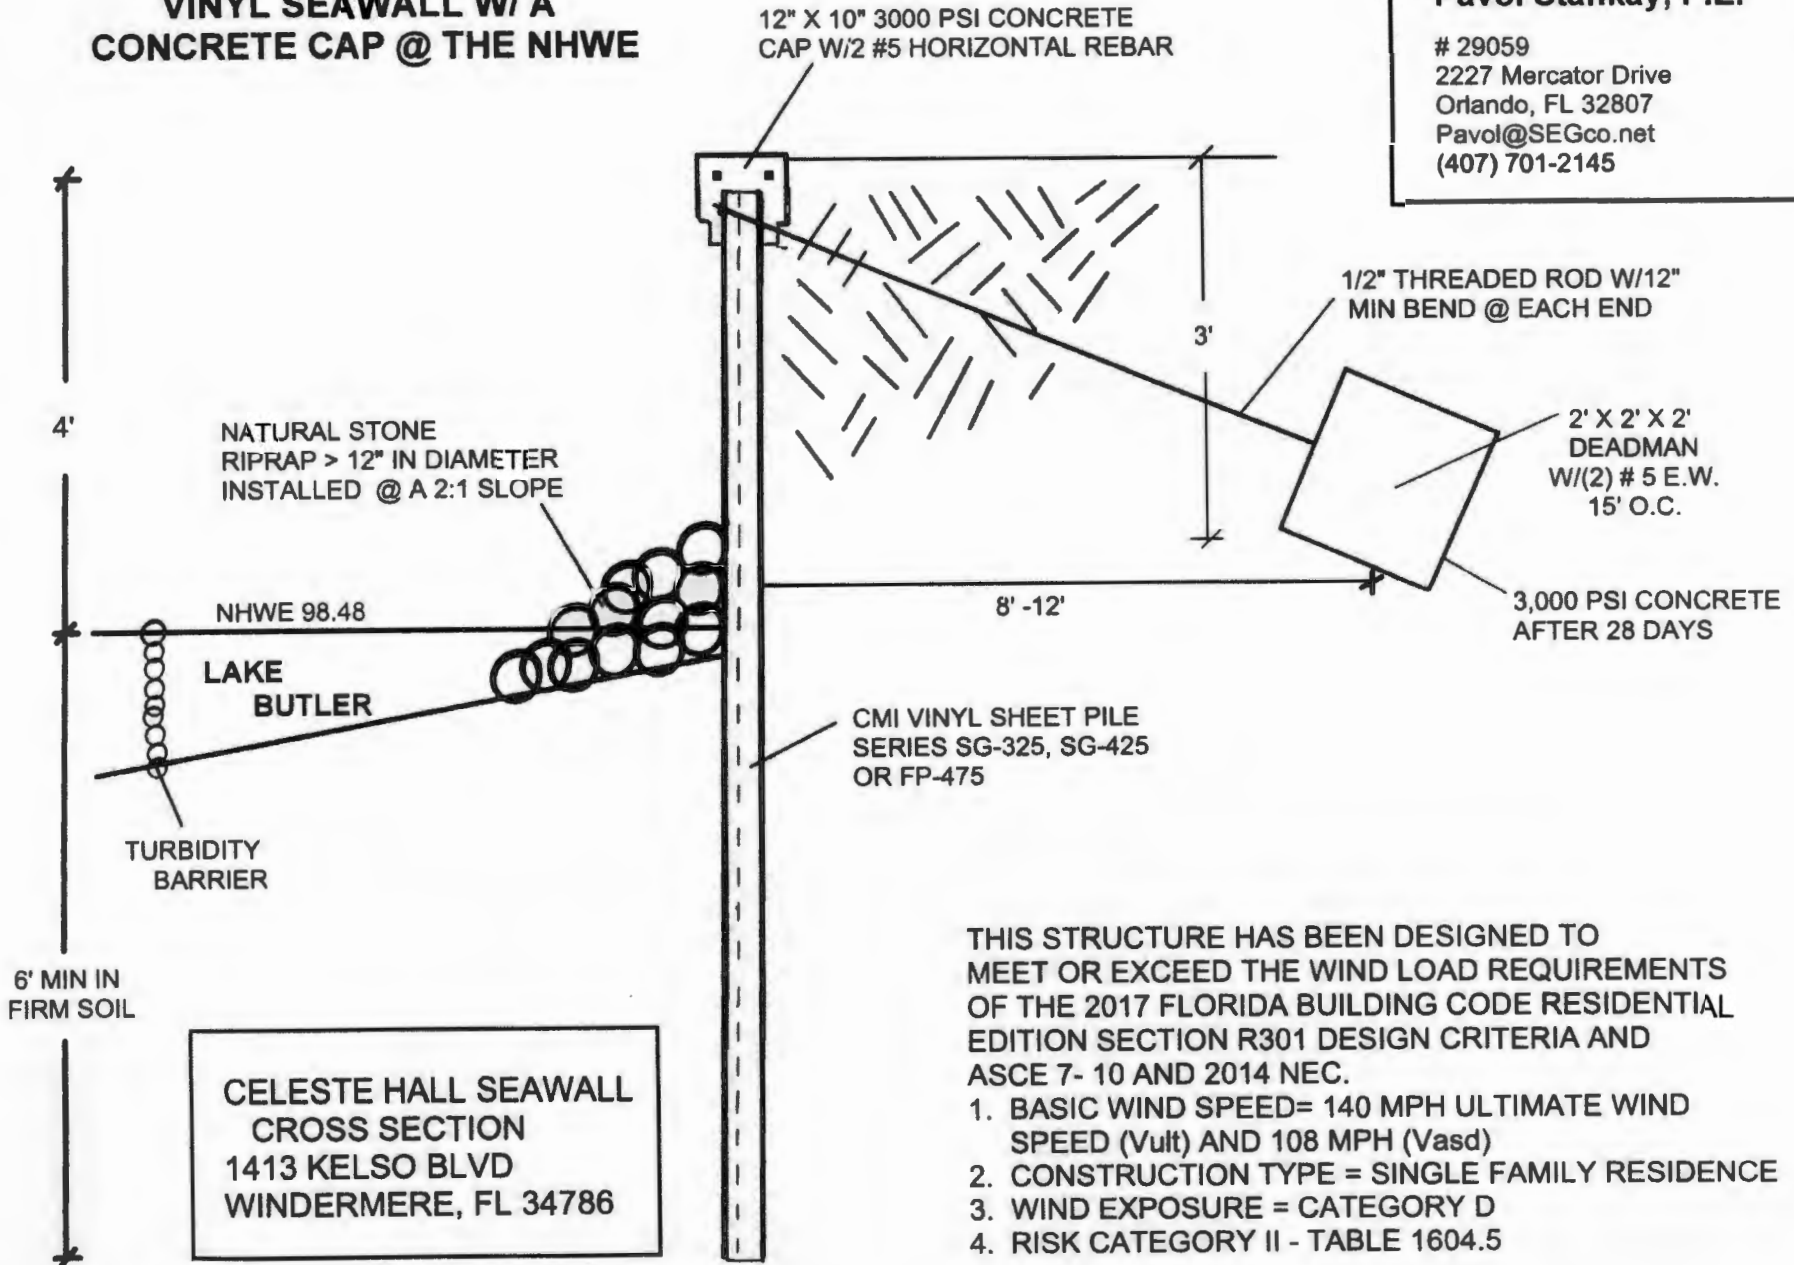 VINYL SEAWALL W/ A
CONCRETE CAP @ THE NHWE
12" X 10" 3000 PSI CONCRETE
CAP W/2 #5 HORIZONTAL REBAR
# 29059
2227 Mercator Drive
Orlando, FL 32807
Pavol@SEGco.net
(407) 701-2145
1/2" THREADED ROD W/12"
MIN BEND @ EACH END
3'
4'
NATURAL STONE
RIPRAP > 12" IN DIAMETER
INSTALLED @ A 2:1 SLOPE
2' X 2' X 2'
DEADMAN
W/(2) # 5 E.W.
15' O.C.
NHWE 98.48
8' -12'
3,000 PSI CONCRETE
AFTER 28 DAYS
LAKE
BUTLER
CMI VINYL SHEET PILE
SERIES SG-325, SG-425
OR FP-475
TURBIDITY
BARRIER
6' MIN IN
FIRM SOIL
CELESTE HALL SEAWALL
CROSS SECTION
1413 KELSO BLVD
WINDERMERE, FL 34786
THIS STRUCTURE HAS BEEN DESIGNED TO
MEET OR EXCEED THE WIND LOAD REQUIREMENTS
OF THE 2017 FLORIDA BUILDING CODE RESIDENTIAL
EDITION SECTION R301 DESIGN CRITERIA AND
ASCE 7- 10 AND 2014 NEC.
1. BASIC WIND SPEED= 140 MPH ULTIMATE WIND
SPEED (Vult) AND 108 MPH (Vasd)
2. CONSTRUCTION TYPE = SINGLE FAMILY RESIDENCE
3. WIND EXPOSURE = CATEGORY D
4. RISK CATEGORY II - TABLE 1604.5